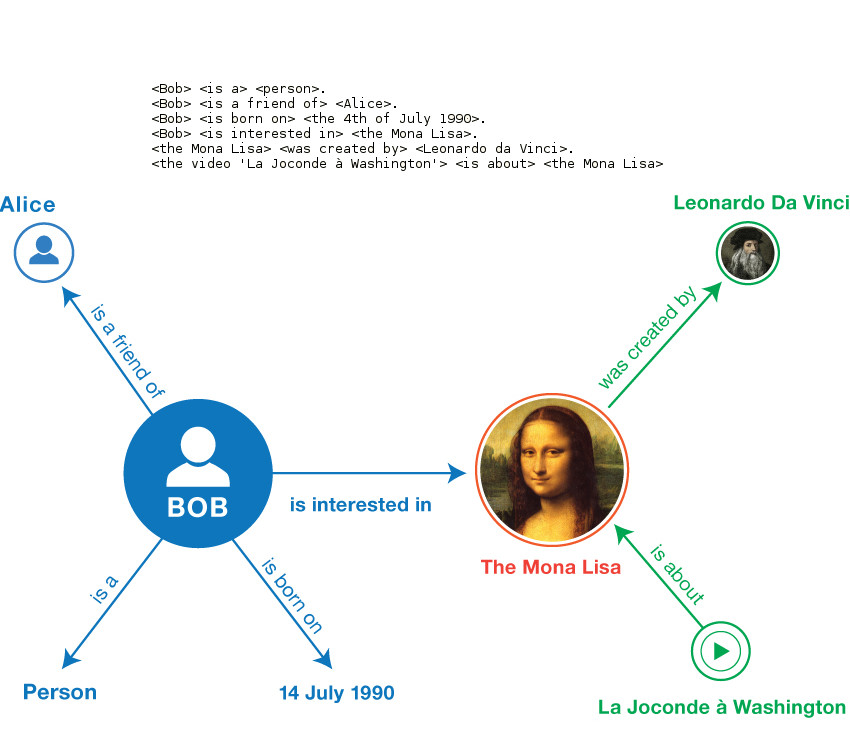 <Bob> <is a> <person>.
<Bob> <is a friend of> <Alice>.
<Bob> <is born on> <the 4th of July 1990>.
<Bob> <is interested in> <the Mona Lisa>.
<the Mona Lisa> <was created by> <Leonardo da Vinci>.
<the video 'La Joconde à Washington'> <is about> <the Mona Lisa>
Alice
Leonardo Da Vinci
is a friend of
was created by
BOB
is interested in
The Mona Lisa
is a
is born on
is about
Person
14 July 1990
La Joconde à Washington